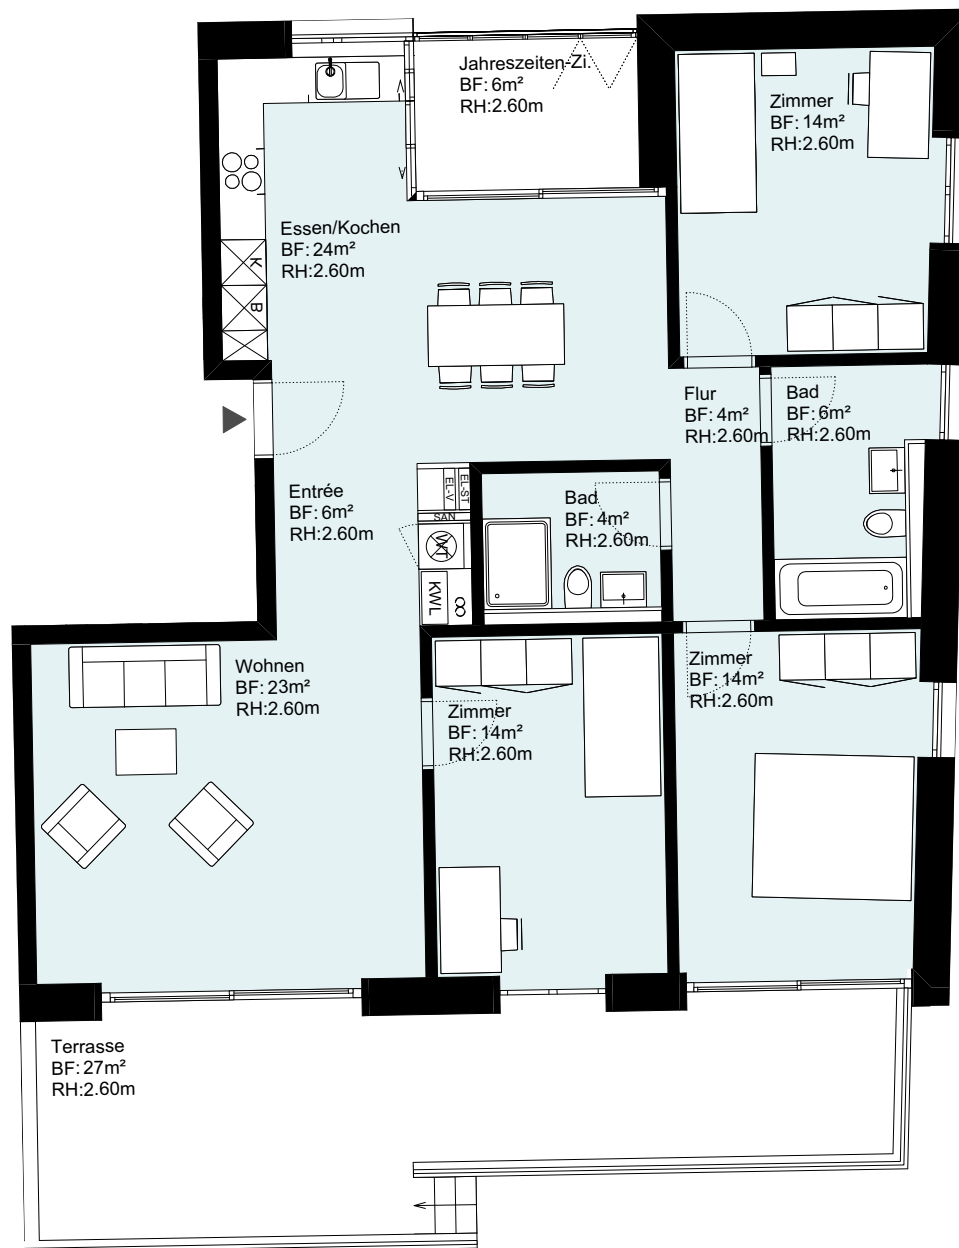 Jahreszeiten-Zi.
BF: 6m²
RH:2.60m
Zimmer
BF: 14m²
RH:2.60m
Essen/Kochen
BF: 24m²
RH:2.60m
K
B
Flur
BF: 4m²
RH:2.60m
Bad
BF: 6m²
RH:2.60m
Entrée
BF: 6m²
RH:2.60m
EL-V
EL-ST
SAN
WT
KWL
Bad
BF: 4m²
RH:2.60m
Wohnen
BF: 23m²
RH:2.60m
Zimmer
BF: 14m²
RH:2.60m
Zimmer
BF: 14m²
RH:2.60m
Terrasse
BF: 27m²
RH:2.60m